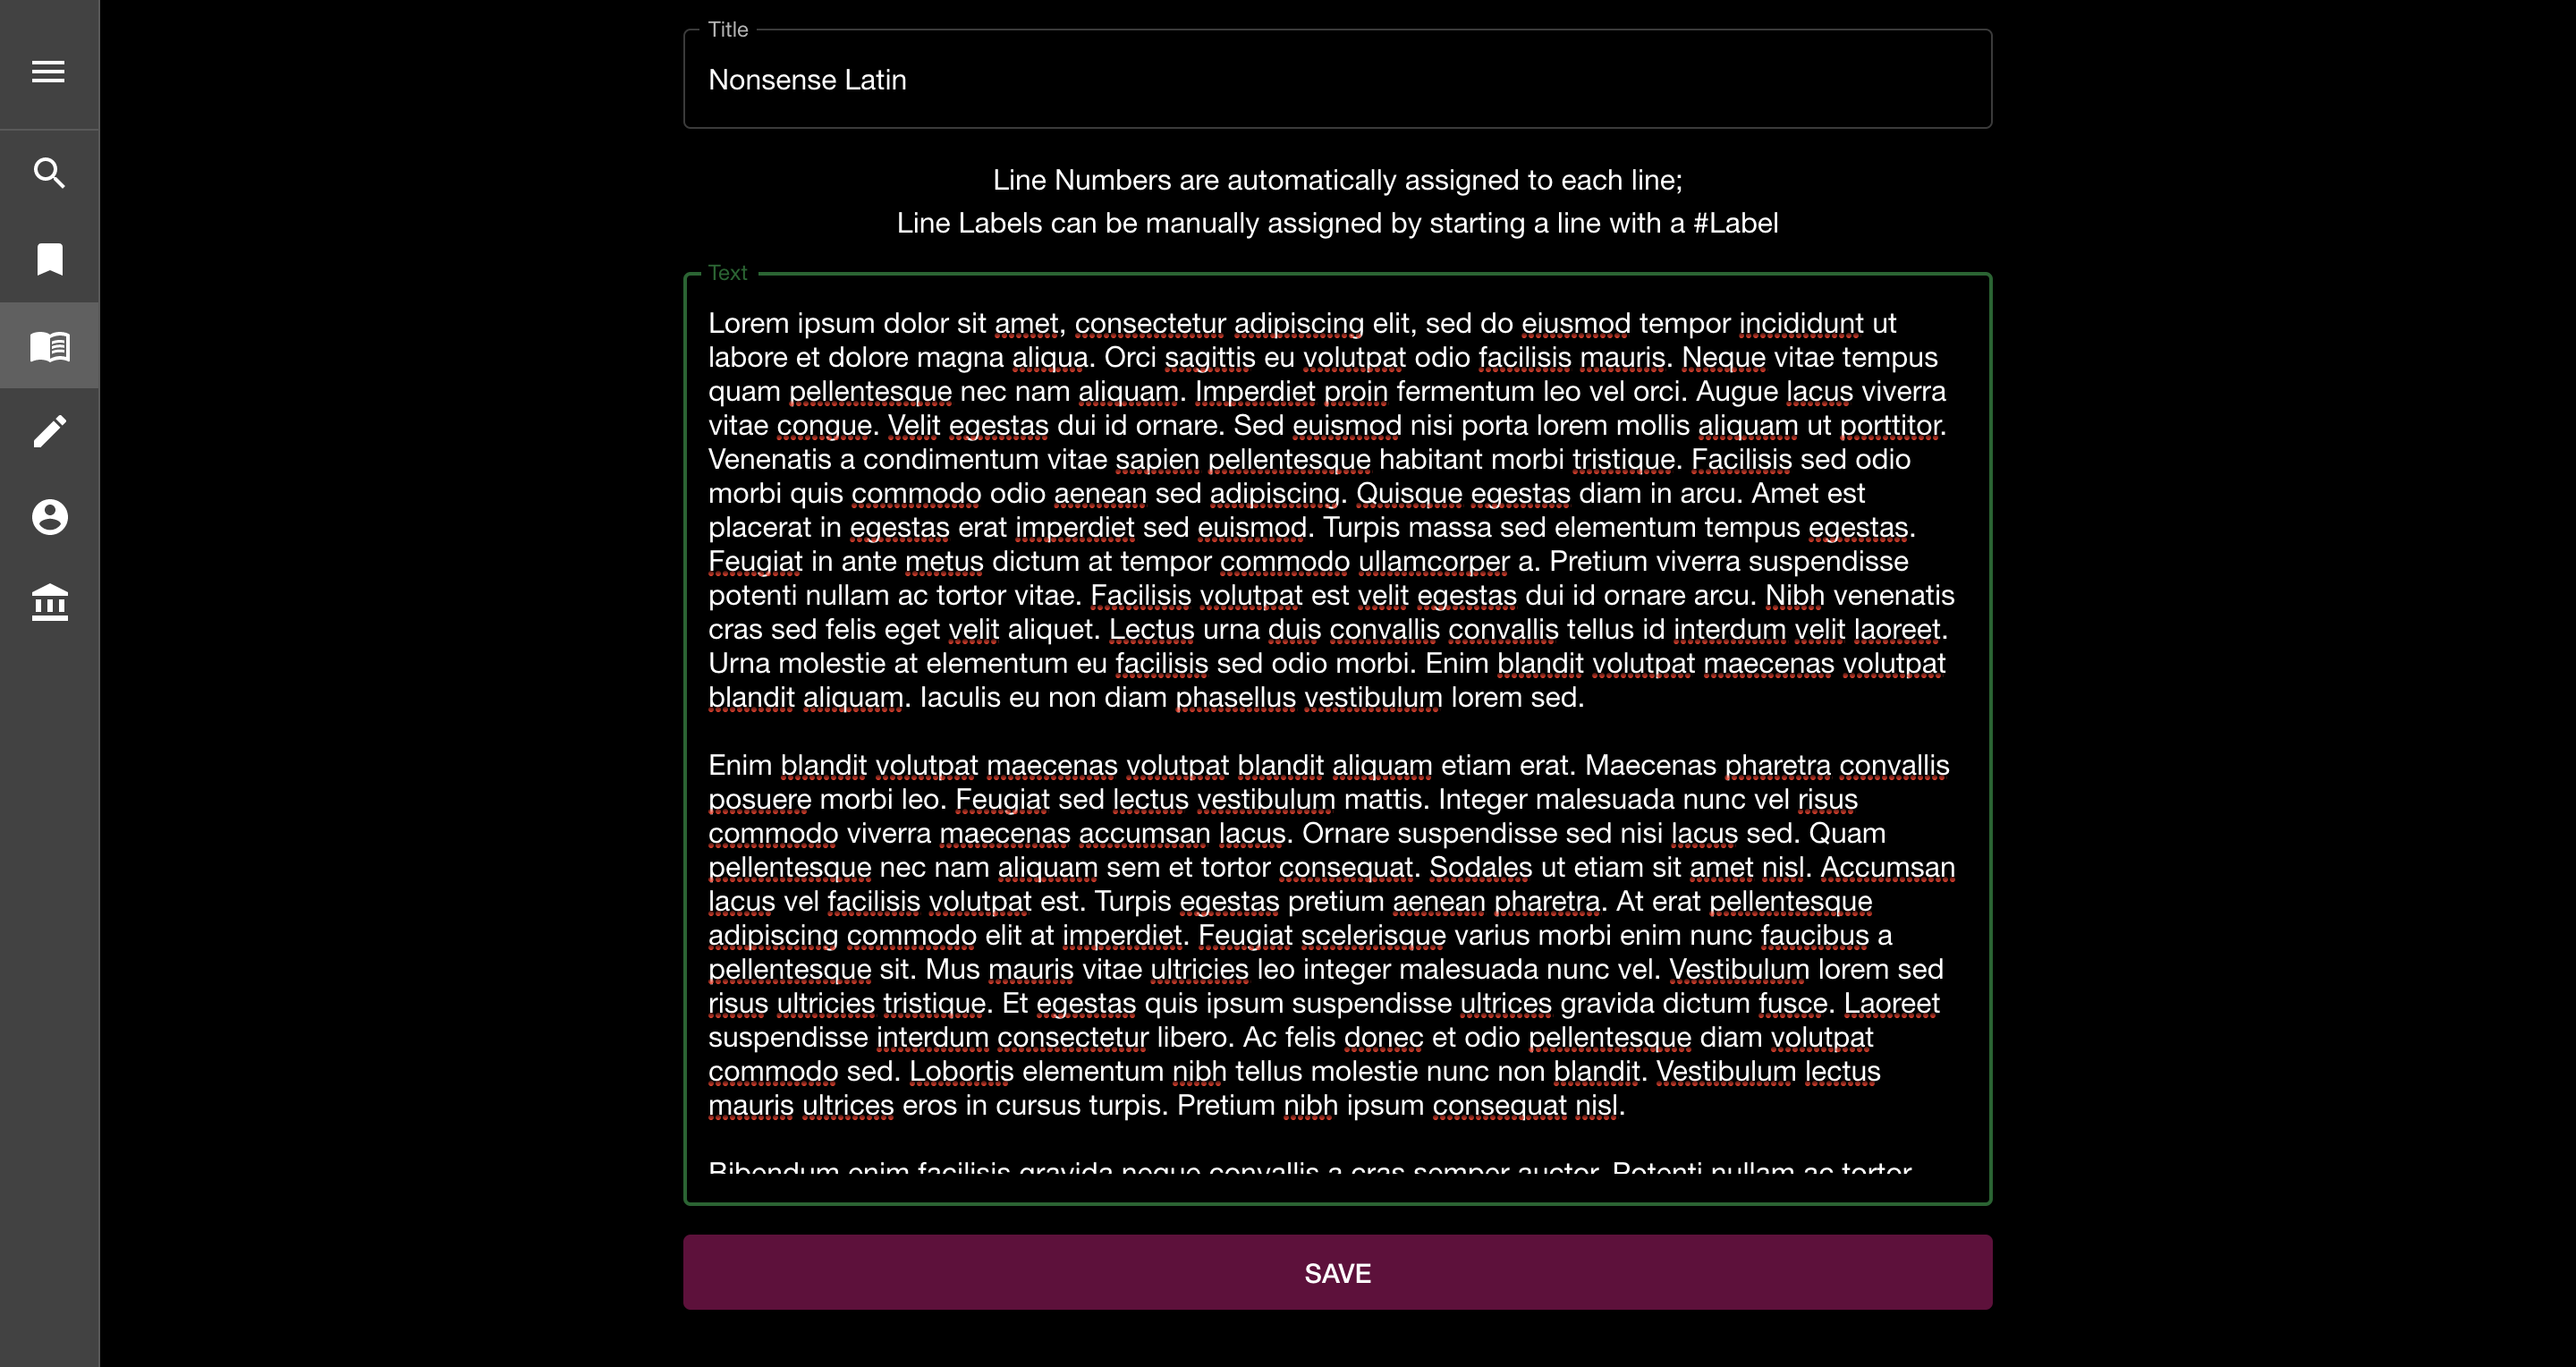 Title
Nonsense Latin
Line Numbers are automatically assigned to each line;
Line Labels can be manually assigned by starting a line with a #Label
Text
Lorem ipsum dolor sit amet, consectetur adipiscing elit, sed do eiusmod tempor incididunt ut
labore et dolore magna aliqua. Orci sagittis eu volutpat odio facilisis mauris. Neque vitae tempus
quam pellentesque nec nam aliquam. Imperdiet proin fermentum leo vel orci. Augue lacus viverra
vitae congue. Velit egestas dui id ornare. Sed euismod nisi porta lorem mollis aliquam ut porttitor.
Venenatis a condimentum vitae sapien pellentesque habitant morbi tristique. Facilisis sed odio
morbi quis commodo odio aenean sed adipiscing. Quisque egestas diam in arcu. Amet est
placerat in egestas erat imperdiet sed euismod. Turpis massa sed elementum tempus egestas.
Feugiat in ante metus dictum at tempor commodo ullamcorper a. Pretium viverra suspendisse
potenti nullam ac tortor vitae. Facilisis volutpat est velit egestas dui id ornare arcu. Nibh venenatis
cras sed felis eget velit aliquet. Lectus urna duis convallis convallis tellus id interdum velit laoreet.
Urna molestie at elementum eu facilisis sed odio morbi. Enim blandit volutpat maecenas volutpat
blandit aliquam. Iaculis eu non diam phasellus vestibulum lorem sed.
Enim blandit volutpat maecenas volutpat blandit aliquam etiam erat. Maecenas pharetra convallis
posuere morbi leo. Feugiat sed lectus vestibulum mattis. Integer malesuada nunc vel risus
commodo viverra maecenas accumsan lacus. Ornare suspendisse sed nisi lacus sed. Quam
pellentesque nec nam aliquam sem et tortor consequat. Sodales ut etiam sit amet nisl. Accumsan
lacus vel facilisis volutpat est. Turpis egestas pretium aenean pharetra. At erat pellentesque
adipiscing commodo elit at imperdiet. Feugiat scelerisque varius morbi enim nunc faucibus a
pellentesque sit. Mus mauris vitae ultricies leo integer malesuada nunc vel. Vestibulum lorem sed
risus ultricies tristique. Et egestas quis ipsum suspendisse ultrices gravida dictum fusce. Laoreet
suspendisse interdum consectetur libero. Ac felis donec et odio pellentesque diam volutpat
commodo sed. Lobortis elementum nibh tellus molestie nunc non blandit. Vestibulum lectus
mauris ultrices eros in cursus turpis. Pretium nibh ipsum consequat nisl.
Bibendum enim facilisis gravida neque convallis a cras semper auctor. Potenti nullam ac tortor
SAVE